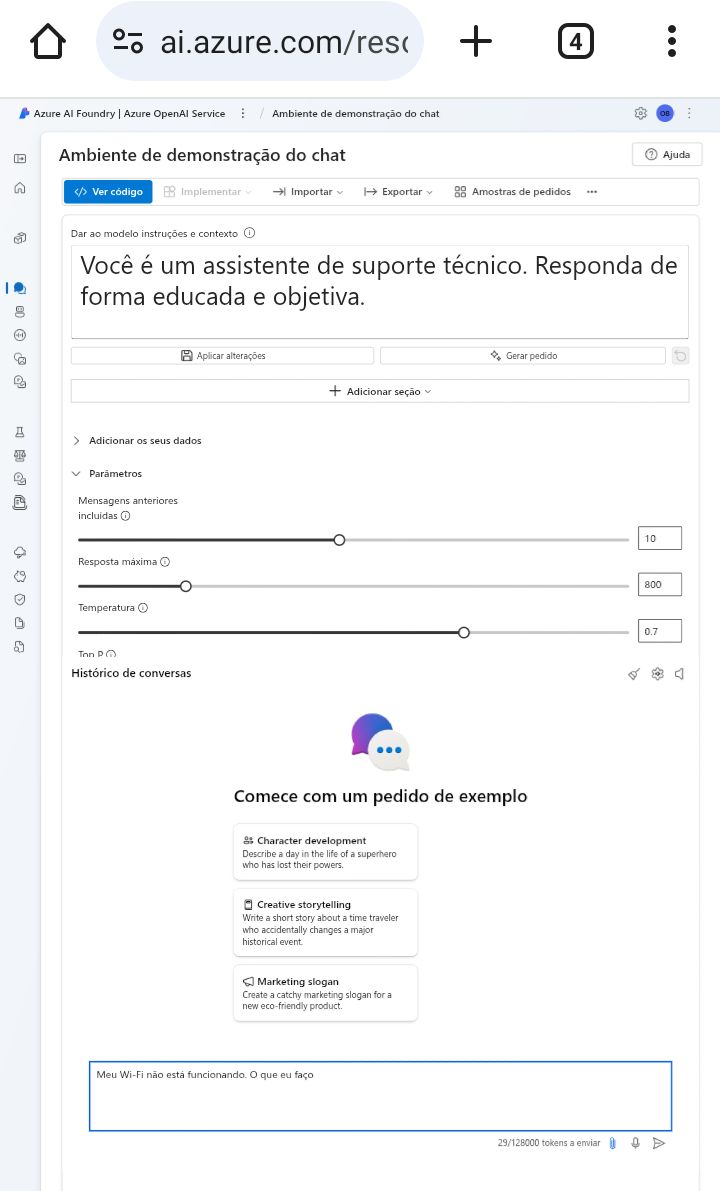 ai.azure.com/resc
4
Azure AI Foundry | Azure OpenAI Service / Ambiente de demonstração do chat
OB
Ambiente de demonstração do chat
Ajuda
Ver código
Implementar
Importar
Exportar
Amostras de pedidos
Dar ao modelo instruções e contexto
Você é um assistente de suporte técnico. Responda de
forma educada e objetiva.
Aplicar alterações
Gerar pedido
Adicionar seção
Adicionar os seus dados
Parâmetros
Mensagens anteriores
incluídas
10
Resposta máxima
800
Temperatura
0.7
Top P
Histórico de conversas
Comece com um pedido de exemplo
Character development
Describe a day in the life of a superhero
who has lost their powers.
Creative storytelling
Write a short story about a time traveler
who accidentally changes a major
historical event.
Marketing slogan
Create a catchy marketing slogan for a
new eco-friendly product.
Meu Wi-Fi não está funcionando. O que eu faço
29/128000 tokens a enviar